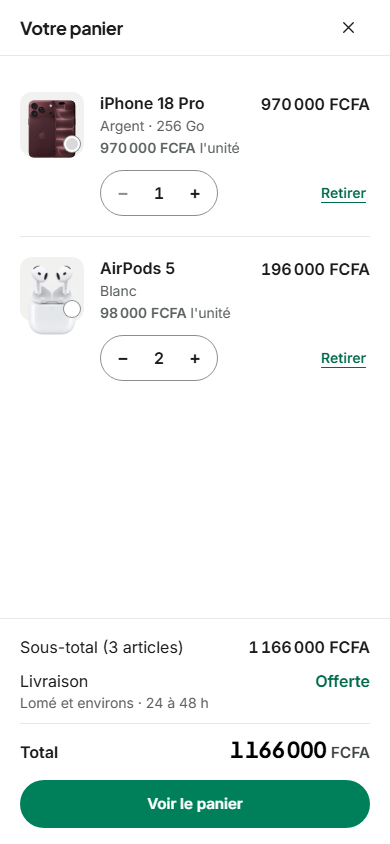 Votre panier
iPhone 18 Pro 970 000 FCFA
Argent · 256 Go
970 000 FCFA l'unité
− 1 + Retirer
AirPods 5 196 000 FCFA
Blanc
98 000 FCFA l'unité
− 2 + Retirer
Sous-total (3 articles) 1 166 000 FCFA
Livraison Offerte
Lomé et environs · 24 à 48 h
Total 1 166 000 FCFA
Voir le panier